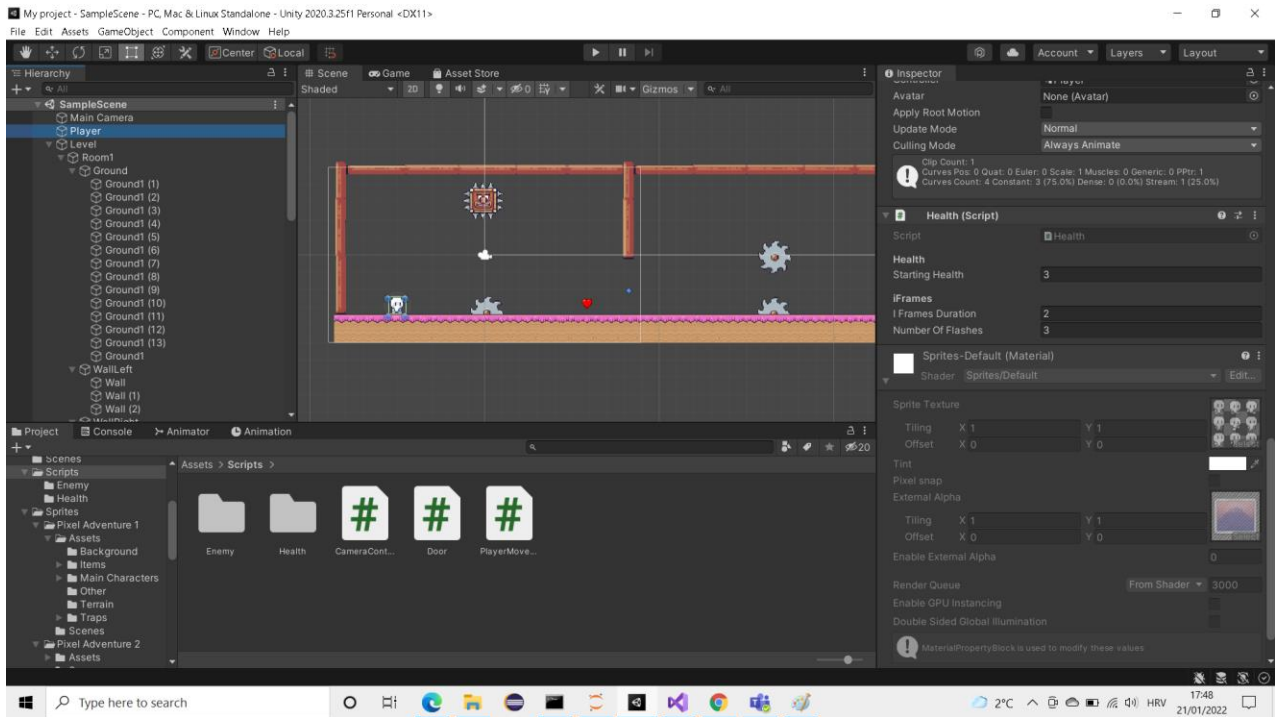 My project - SampleScene - PC, Mac & Linux Standalone - Unity 2020.3.25f1 Personal <DX11>
File Edit Assets GameObject Component Window Help
Center Local
Account Layers Layout
Hierarchy
All
SampleScene
Main Camera
Player
Level
Room1
Ground
Ground1 (1)
Ground1 (2)
Ground1 (3)
Ground1 (4)
Ground1 (5)
Ground1 (6)
Ground1 (7)
Ground1 (8)
Ground1 (9)
Ground1 (10)
Ground1 (11)
Ground1 (12)
Ground1 (13)
Ground1
WallLeft
Wall
Wall (1)
Wall (2)
Scene Game Asset Store
Shaded 2D 0 Gizmos All
Inspector
Avatar None (Avatar)
Apply Root Motion
Update Mode Normal
Culling Mode Always Animate
Clip Count: 1
Curves Pos: 0 Quat: 0 Euler: 0 Scale: 1 Muscles: 0 Generic: 0 PPtr: 1
Curves Count: 4 Constant: 3 (75.0%) Dense: 0 (0.0%) Stream: 1 (25.0%)
Health (Script)
Script Health
Health
Starting Health 3
iFrames
I Frames Duration 2
Number Of Flashes 3
Sprites-Default (Material)
Shader Sprites/Default Edit...
Sprite Texture
Tiling X 1 Y 1
Offset X 0 Y 0
Select
Tint
Pixel snap
External Alpha
Tiling X 1 Y 1
Offset X 0 Y 0
Enable External Alpha 0
Render Queue From Shader 3000
Enable GPU Instancing
Double Sided Global Illumination
MaterialPropertyBlock is used to modify these values
Project Console Animator Animation
20
Scenes
Scripts
Enemy
Health
Sprites
Pixel Adventure 1
Assets
Background
Items
Main Characters
Other
Terrain
Traps
Scenes
Pixel Adventure 2
Assets
Assets > Scripts >
Enemy Health CameraCont... Door PlayerMove...
Type here to search
2°C HRV 17:48
21/01/2022